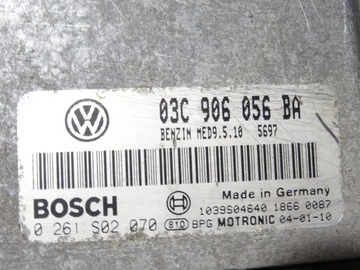 03C 906 056 BA
BENZIN MED9.5.10 5697
BOSCH
Made in Germany
1039S04640 1866 0087
0 261 S02 070 810 BPG MOTRONIC 04-01-10